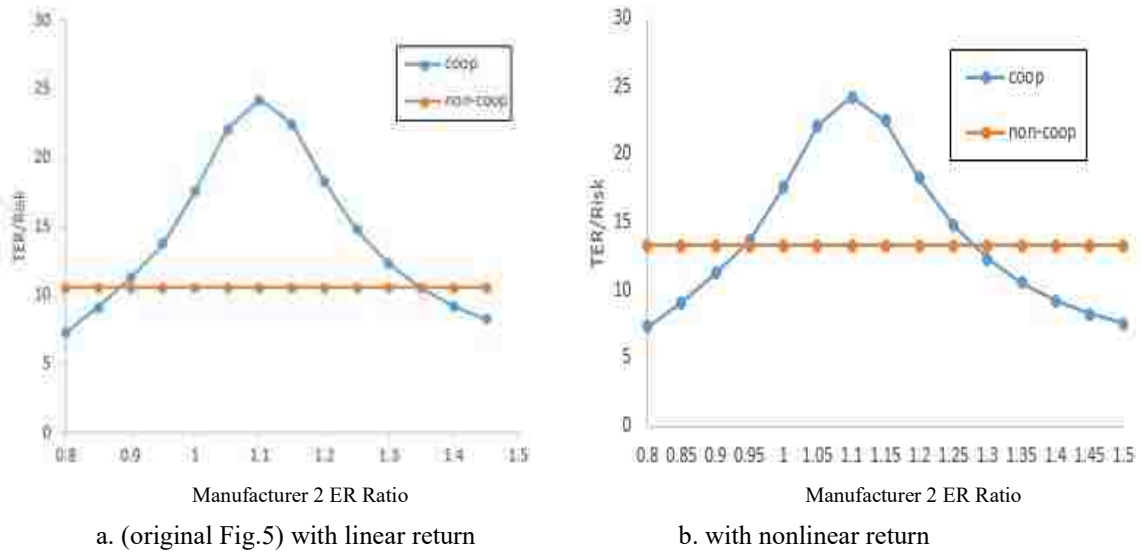 30
25
20
15
10
5
0
TER/Risk
coop
non-coop
0.8 0.9 1 1.1 1.2 1.3 1.4 1.5
Manufacturer 2 ER Ratio
a. (original Fig.5) with linear return
30
25
20
15
10
5
0
TER/Risk
coop
non-coop
0.8 0.85 0.9 0.95 1 1.05 1.1 1.15 1.2 1.25 1.3 1.35 1.4 1.45 1.5
Manufacturer 2 ER Ratio
b. with nonlinear return